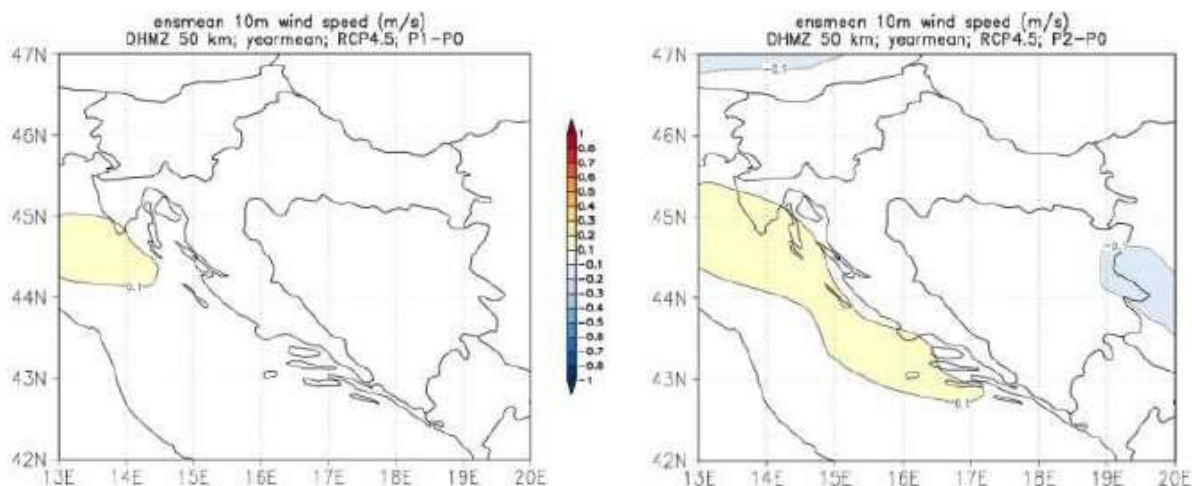 ensmean 10m wind speed (m/s)
DHMZ 50 km; yearmean; RCP4.5; P1-P0
47N
46N
45N
44N
43N
42N
13E 14E 15E 16E 17E 18E 19E 20E
0.1
1
0.8
0.7
0.6
0.5
0.4
0.3
0.2
0.1
-0.1
-0.2
-0.3
-0.4
-0.5
-0.6
-0.7
-0.8
-1
ensmean 10m wind speed (m/s)
DHMZ 50 km; yearmean; RCP4.5; P2-P0
47N
46N
45N
44N
43N
42N
13E 14E 15E 16E 17E 18E 19E 20E
-0.1
0.1